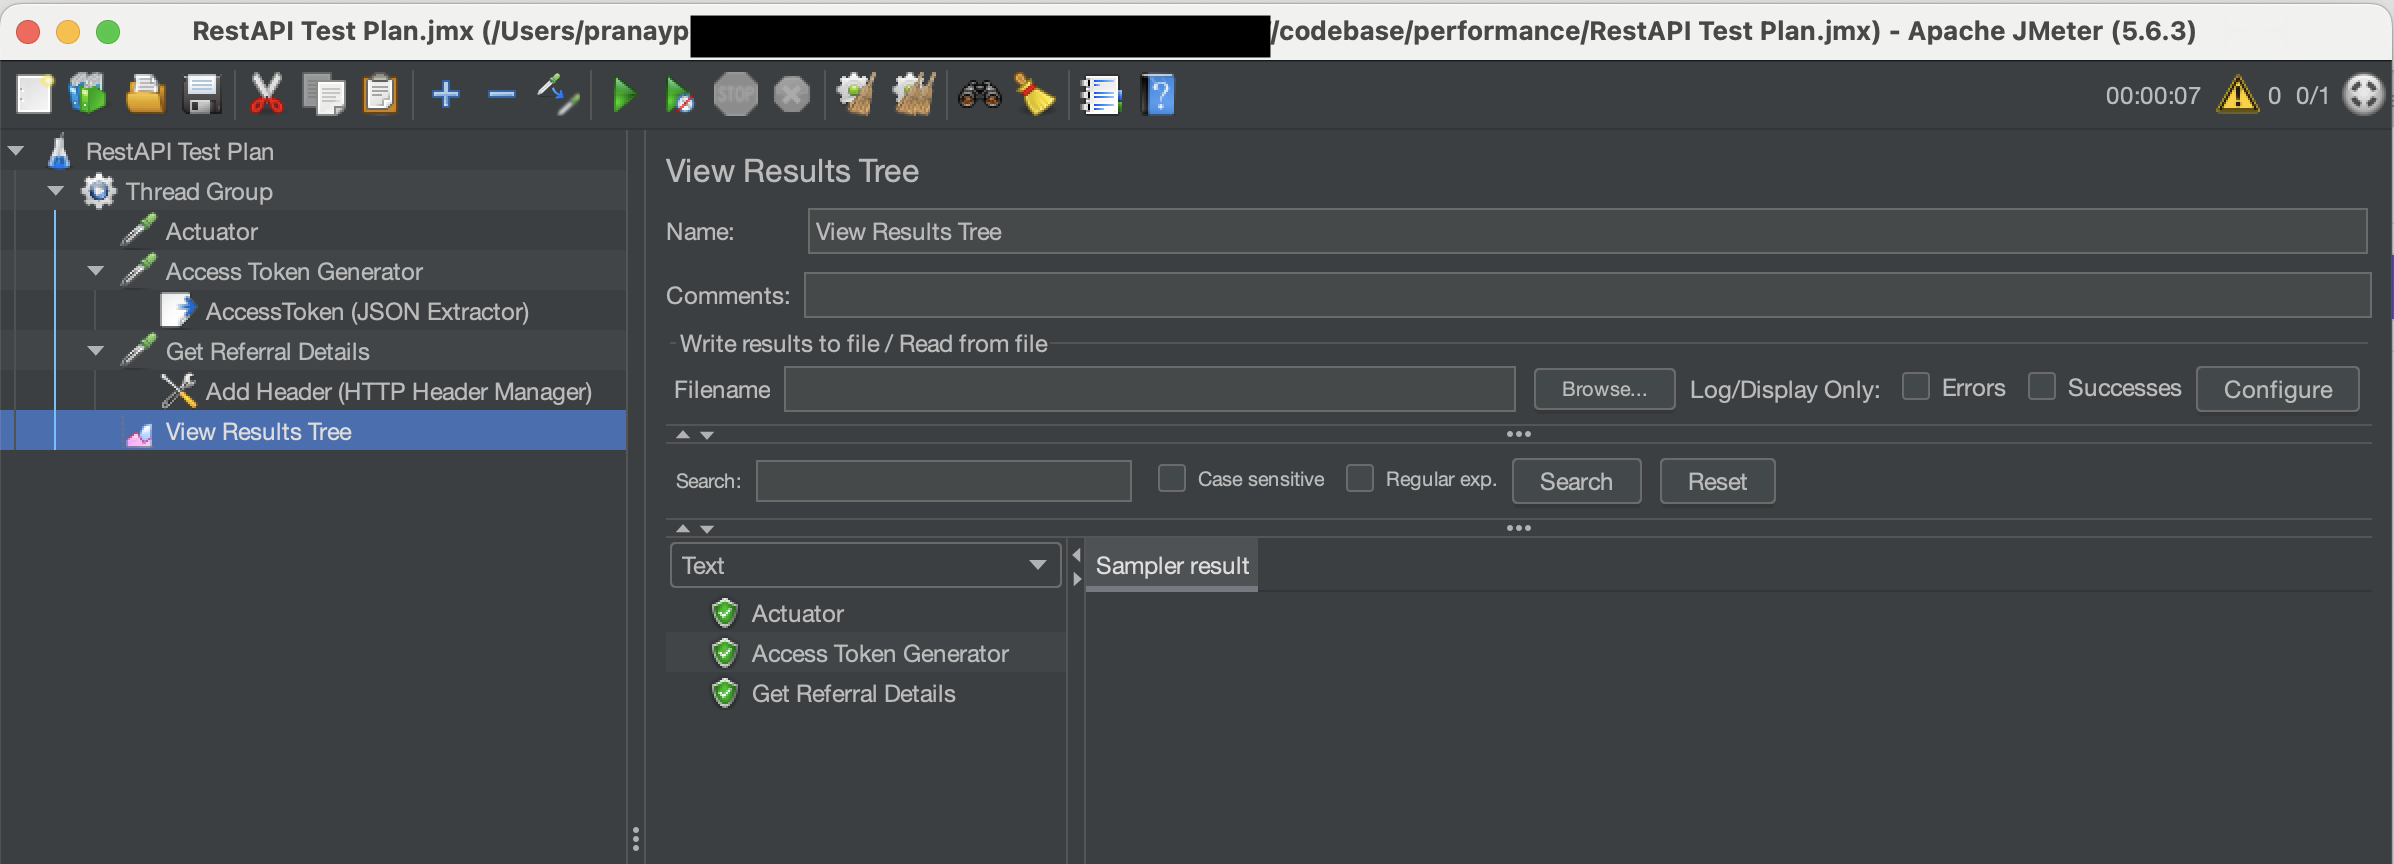 RestAPI Test Plan.jmx (/Users/pranayp /codebase/performance/RestAPI Test Plan.jmx) - Apache JMeter (5.6.3)
STOP
00:00:07 0 0/1
RestAPI Test Plan
Thread Group
Actuator
Access Token Generator
AccessToken (JSON Extractor)
Get Referral Details
Add Header (HTTP Header Manager)
View Results Tree
View Results Tree
Name: View Results Tree
Comments:
Write results to file / Read from file
Filename Browse... Log/Display Only: Errors Successes Configure
Search: Case sensitive Regular exp. Search Reset
Text
Sampler result
Actuator
Access Token Generator
Get Referral Details